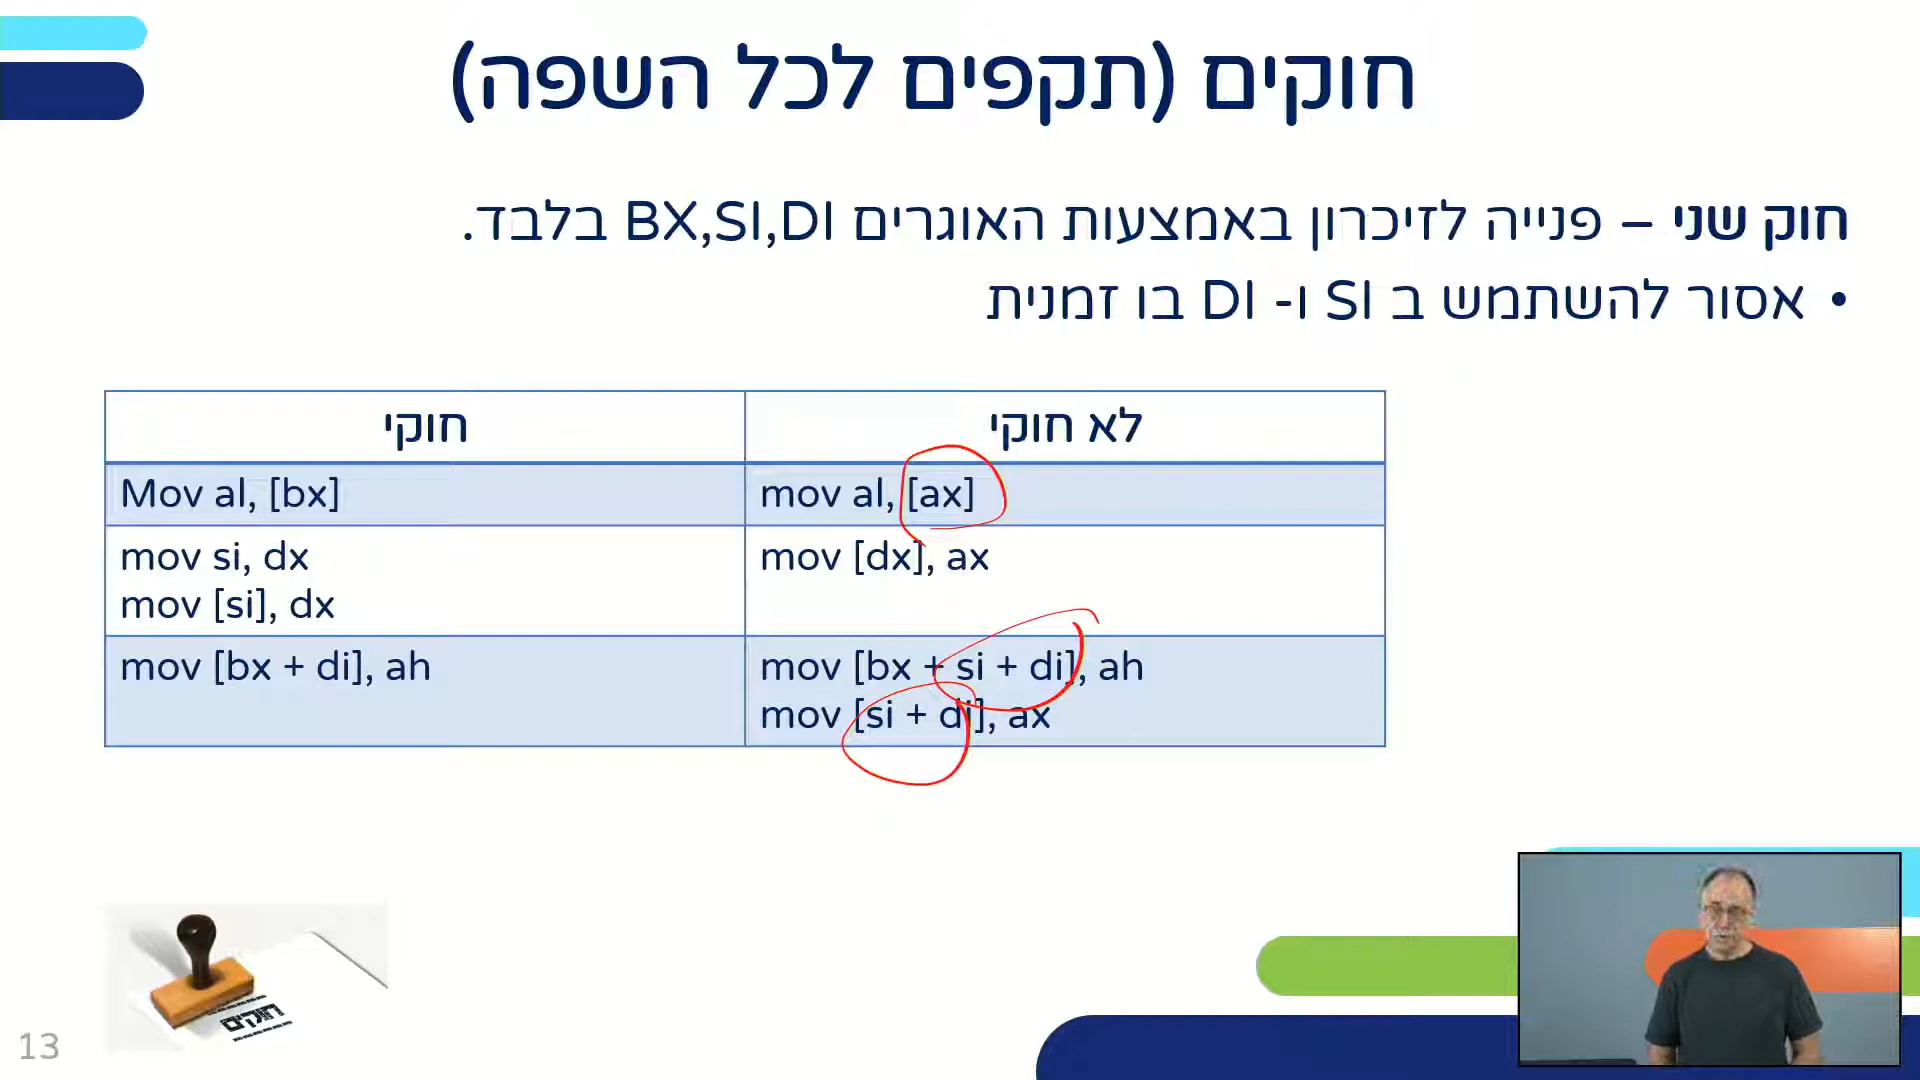 חוקים (תקפים לכל השפה)
חוק שני – פנייה לזיכרון באמצעות האוגרים BX,SI,DI בלבד.
• אסור להשתמש ב SI ו- DI בו זמנית
חוקי
לא חוקי
Mov al, [bx]
mov al, [ax]
mov si, dx
mov [si], dx
mov [dx], ax
mov [bx + di], ah
mov [bx + si + di], ah
mov [si + di], ax
חוקים
13